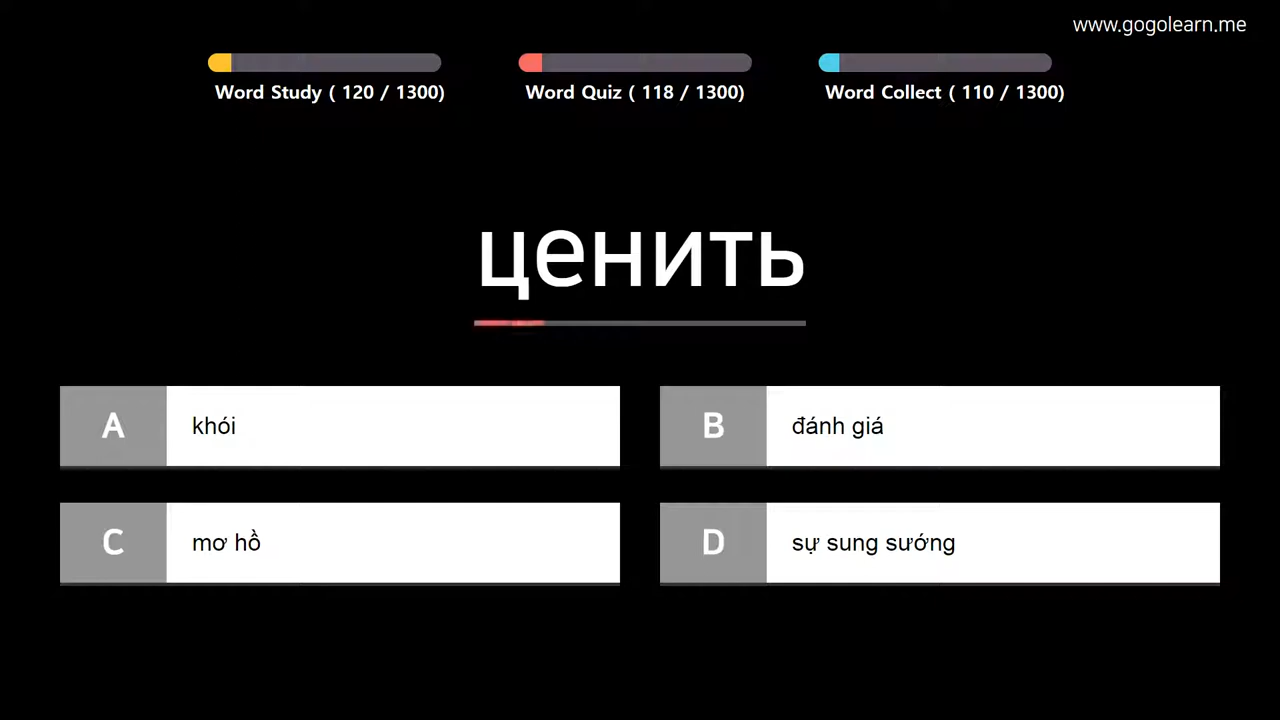 www.gogolearn.me
Word Study ( 120 / 1300)
Word Quiz ( 118 / 1300)
Word Collect ( 110 / 1300)
ценить
A
khói
B
đánh giá
C
mơ hồ
D
sự sung sướng